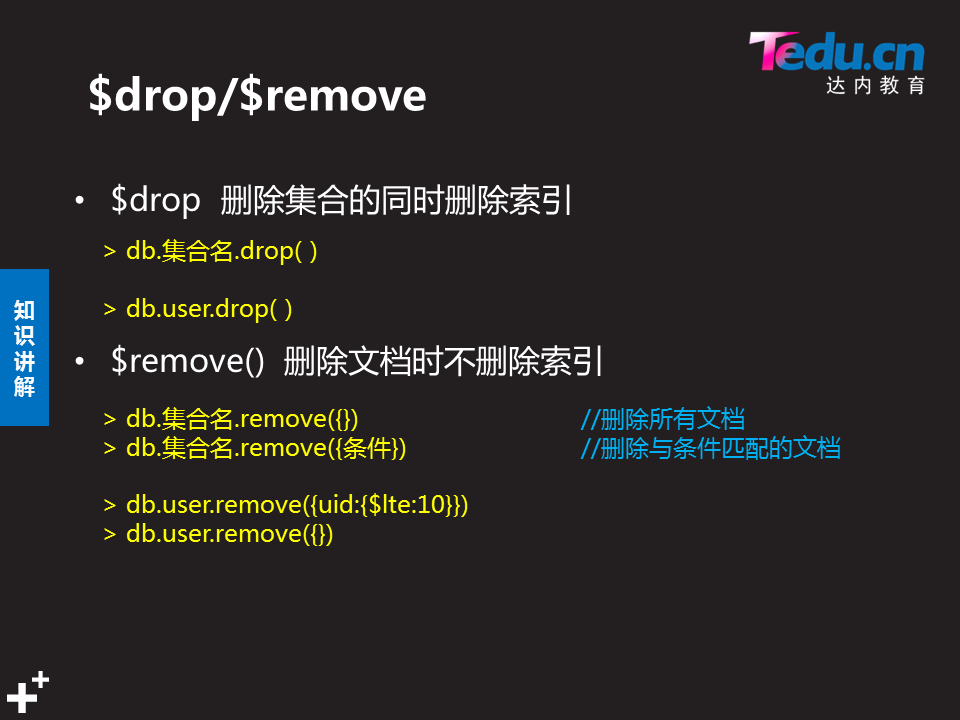 Tedu.cn
达内教育
$drop/$remove
• $drop 删除集合的同时删除索引
> db.集合名.drop( )
> db.user.drop( )
知识讲解
• $remove() 删除文档时不删除索引
> db.集合名.remove({}) //删除所有文档
> db.集合名.remove({条件}) //删除与条件匹配的文档
> db.user.remove({uid:{$lte:10}})
> db.user.remove({})